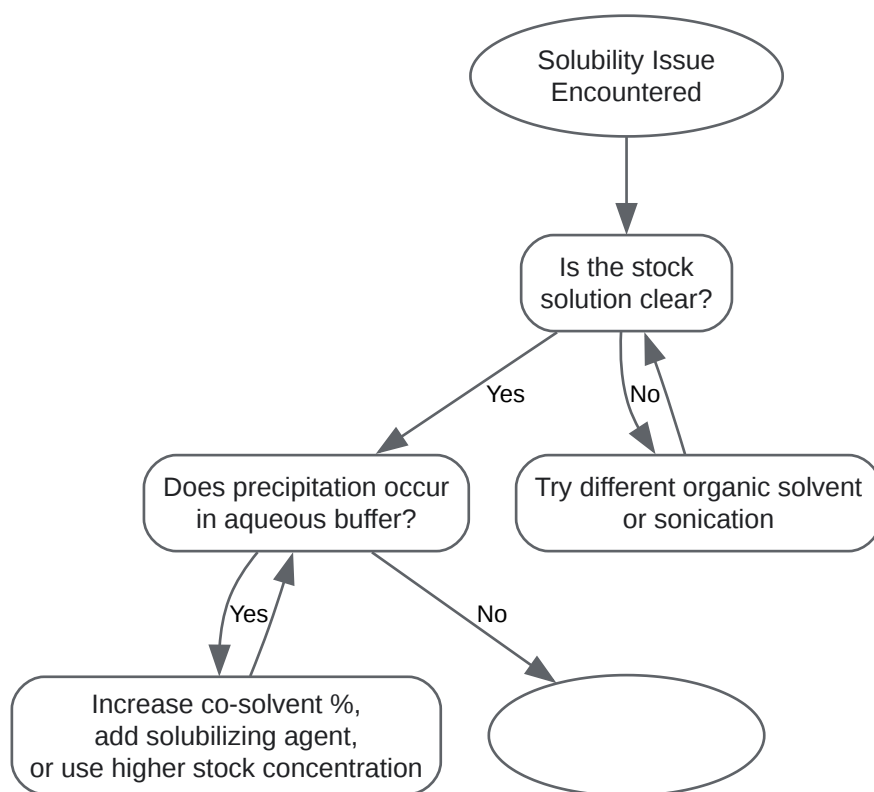 Solubility Issue
Encountered
Is the stock
solution clear?
Yes
No
Does precipitation occur
in aqueous buffer?
Try different organic solvent
or sonication
Yes
No
Increase co-solvent %,
add solubilizing agent,
or use higher stock concentration